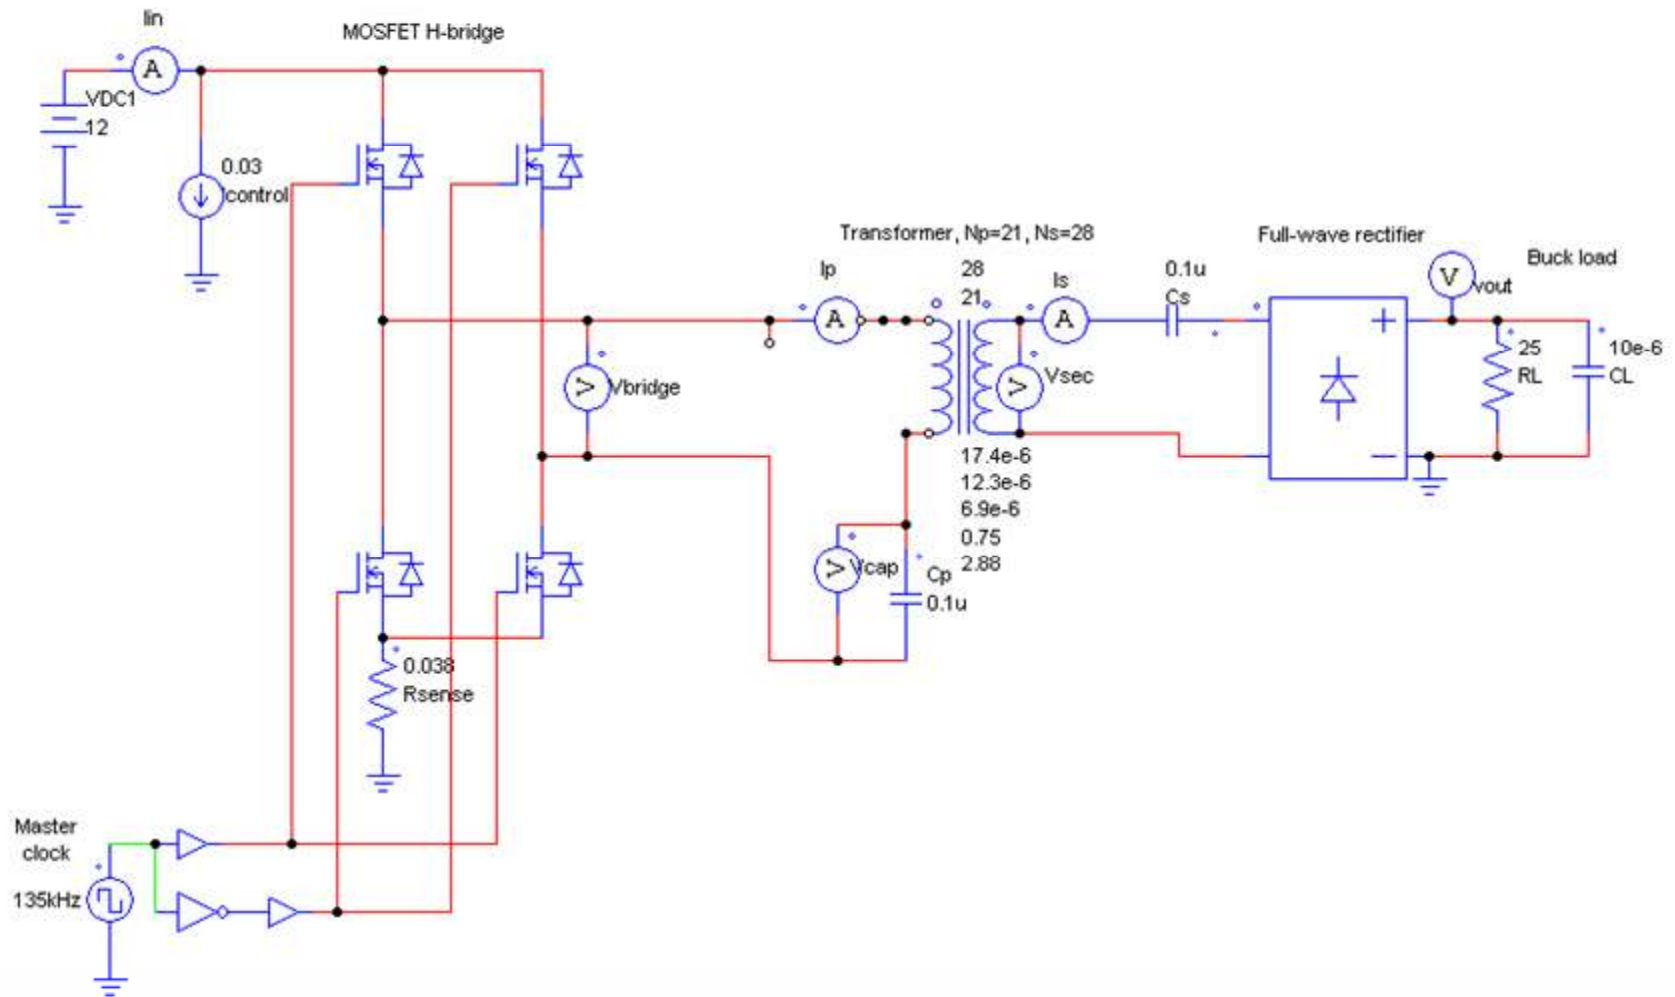 Iin
MOSFET H-bridge
A
VDC1
12
0.03
Icontrol
Transformer, Np=21, Ns=28
Full-wave rectifier
Buck load
Ip
28
21
Is
0.1u
Cs
A
A
V
vout
+
25
RL
10e-6
CL
V
Vbridge
V
Vsec
17.4e-6
12.3e-6
6.9e-6
0.75
2.88
V
Vcap
Cp
0.1u
0.038
Rsense
Master
clock
135kHz